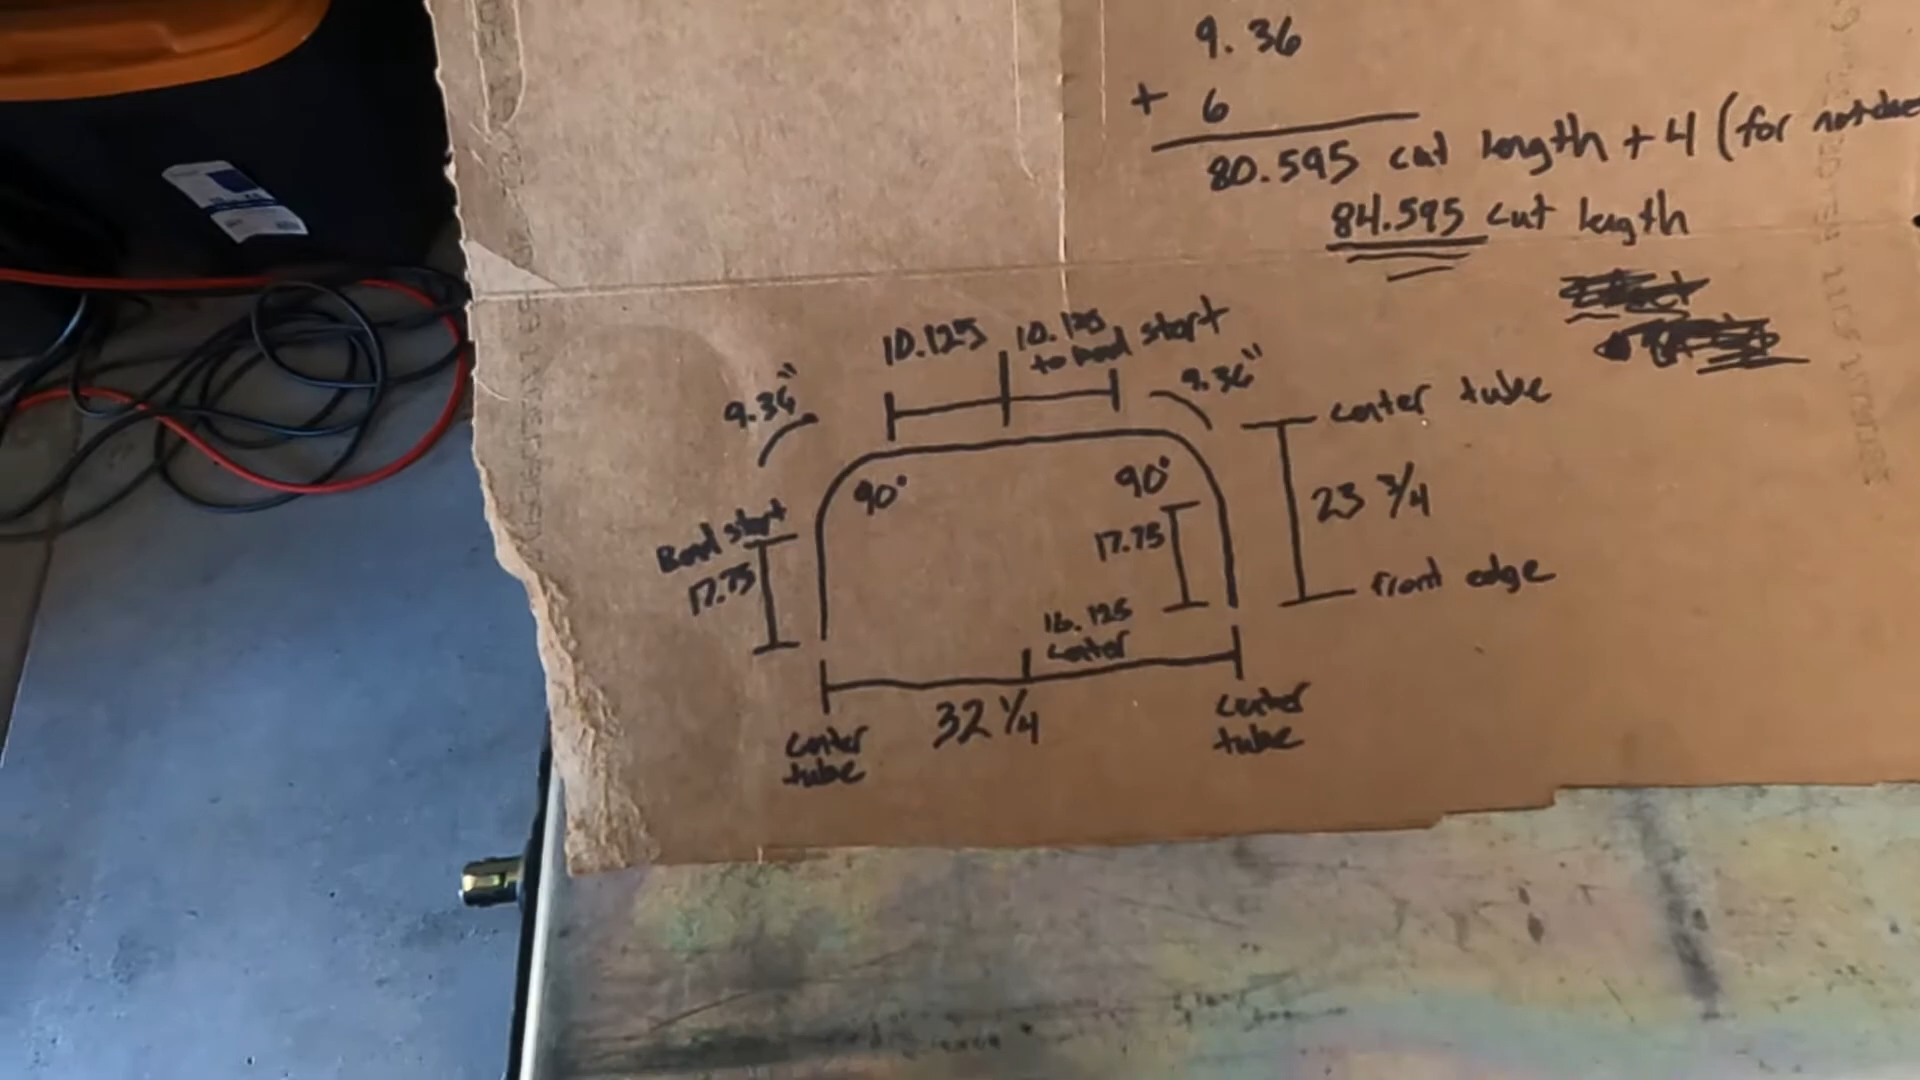 9.36
+ 6
80.595 cut length + 4 (for
84.595 cut length
10.125
10.125
to bend start
9.36"
9.36"
center tube
90°
90°
23 3/4
Bend start
17.75
17.75
front edge
16.125
center
32 1/4
center
tube
center
tube